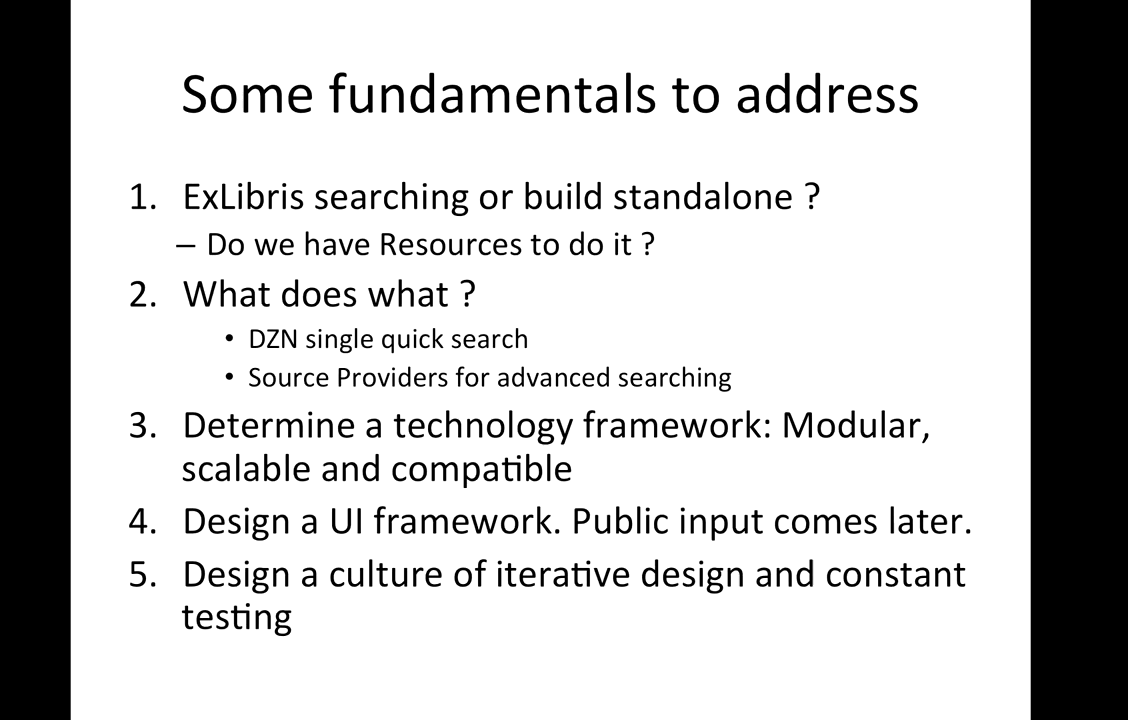 Some fundamentals to address
1. ExLibris searching or build standalone ?
– Do we have Resources to do it ?
2. What does what ?
• DZN single quick search
• Source Providers for advanced searching
3. Determine a technology framework: Modular,
scalable and compatible
4. Design a UI framework. Public input comes later.
5. Design a culture of iterative design and constant
testing